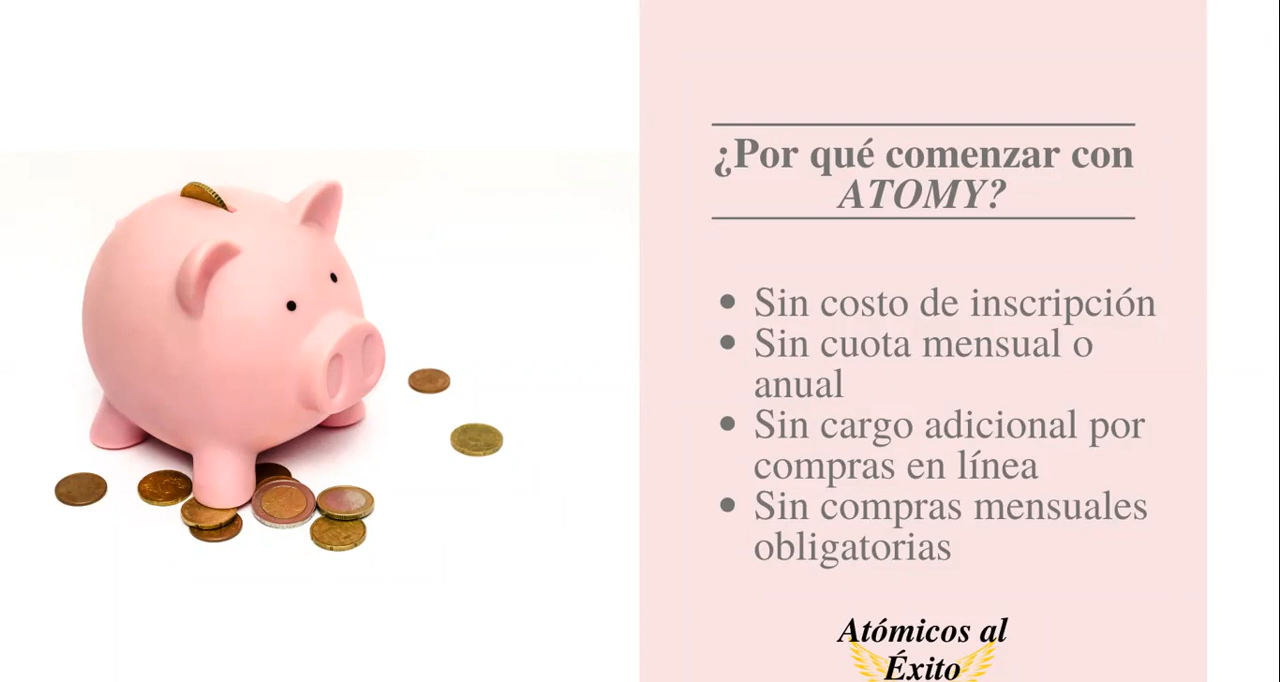 ¿Por qué comenzar con
ATOMY?
Sin costo de inscripción
Sin cuota mensual o
anual
Sin cargo adicional por
compras en línea
Sin compras mensuales
obligatorias
Atómicos al
Éxito